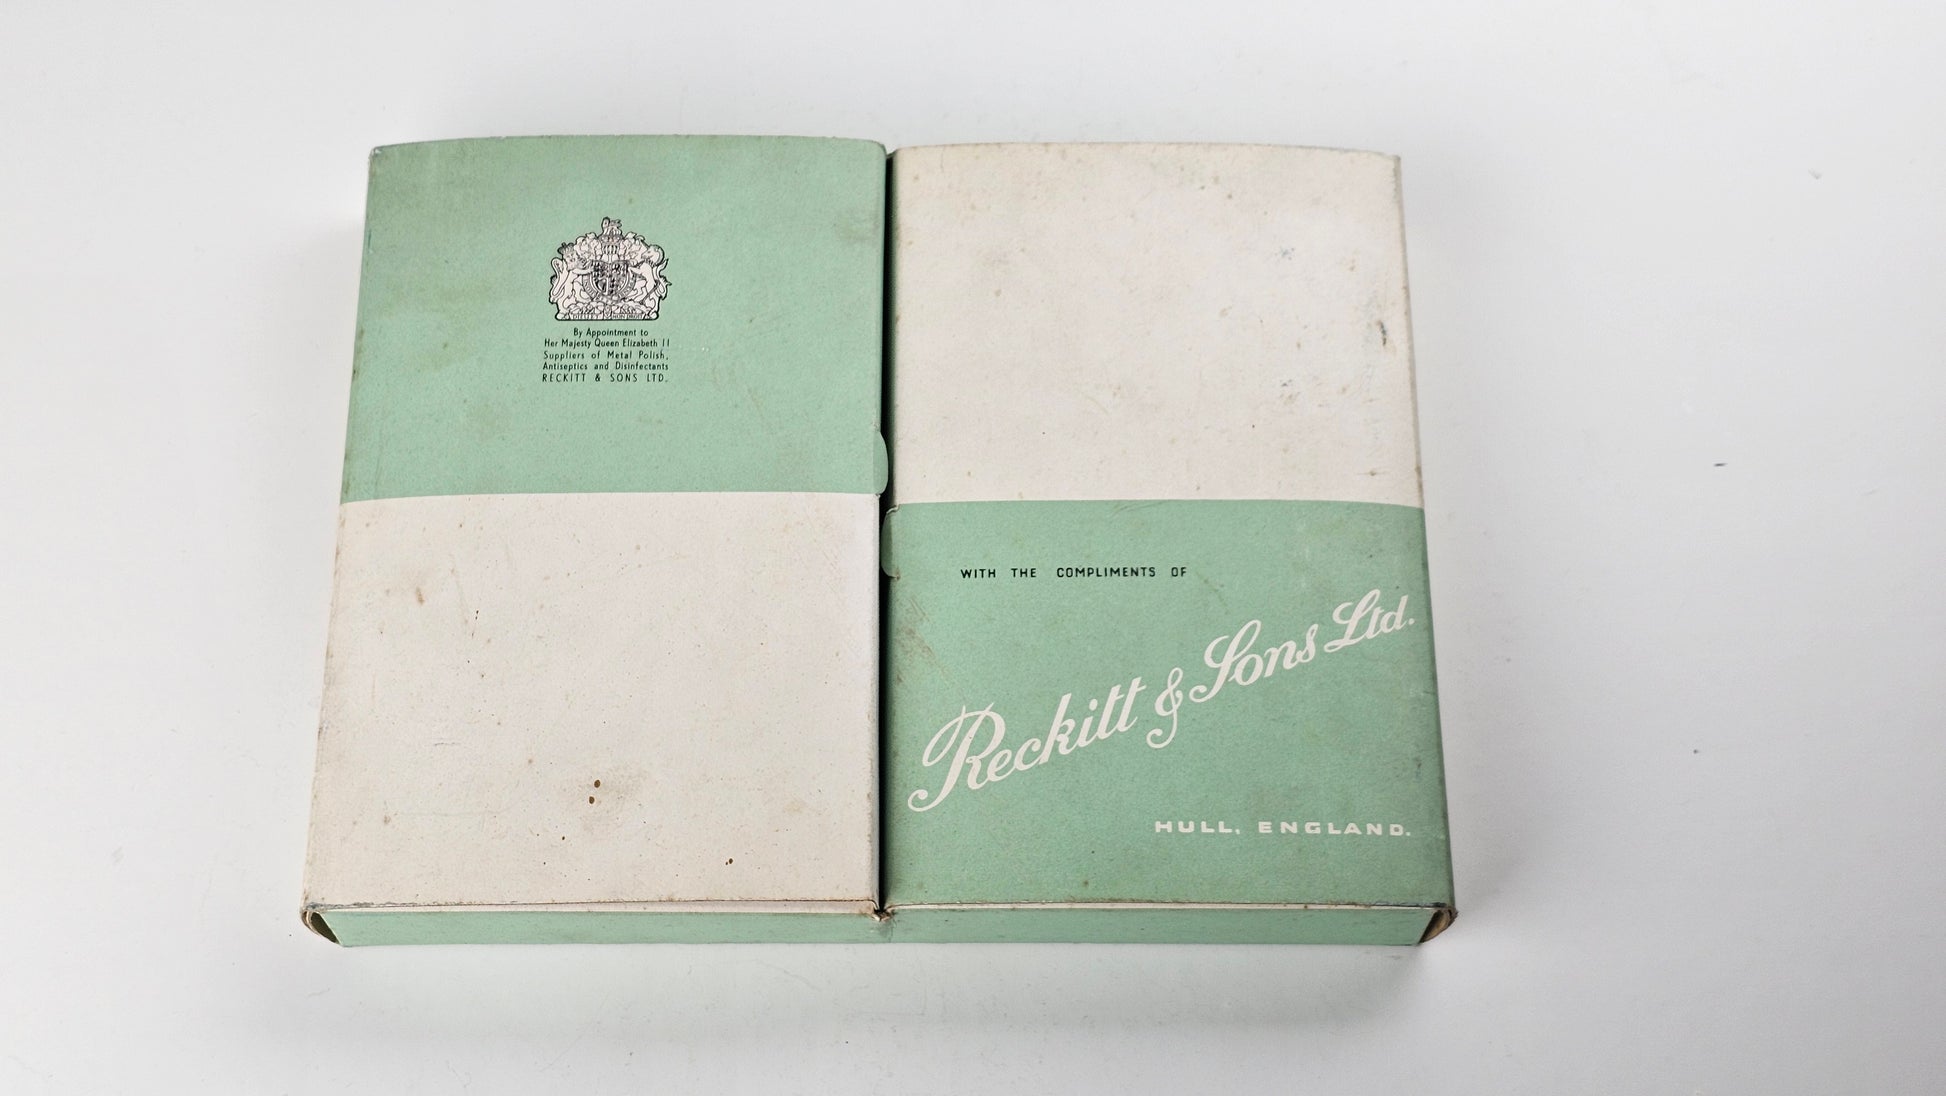 By Appointment to
Her Majesty Queen Elizabeth II
Suppliers of Metal Polish,
Antiseptics and Disinfectants
RECKITT & SONS LTD.
WITH THE COMPLIMENTS OF
Reckitt & Sons Ltd.
HULL, ENGLAND.